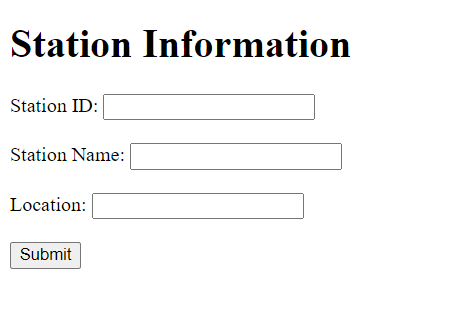 Station Information
Station ID:
Station Name:
Location:
Submit